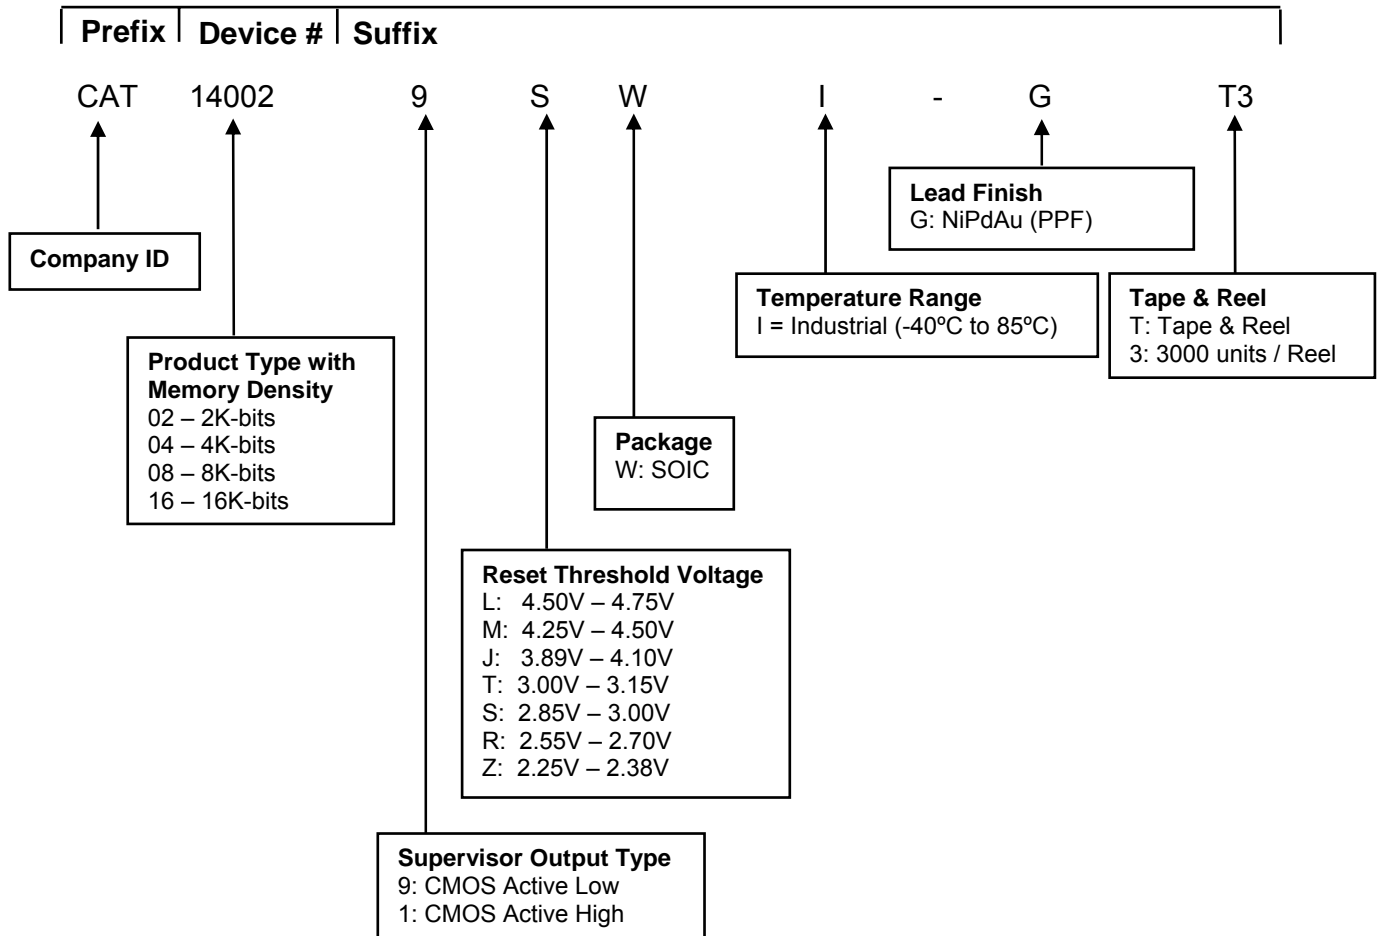 Prefix Device # Suffix
CAT 14002 9 S W I - G T3
Lead Finish
G: NiPdAu (PPF)
Company ID
Temperature Range
I = Industrial (-40ºC to 85ºC)
Tape & Reel
T: Tape & Reel
3: 3000 units / Reel
Product Type with
Memory Density
02 – 2K-bits
04 – 4K-bits
08 – 8K-bits
16 – 16K-bits
Package
W: SOIC
Reset Threshold Voltage
L: 4.50V – 4.75V
M: 4.25V – 4.50V
J: 3.89V – 4.10V
T: 3.00V – 3.15V
S: 2.85V – 3.00V
R: 2.55V – 2.70V
Z: 2.25V – 2.38V
Supervisor Output Type
9: CMOS Active Low
1: CMOS Active High